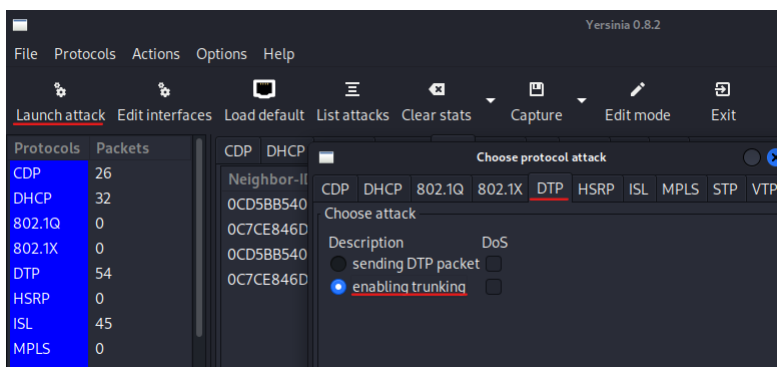 Yersinia 0.8.2
File Protocols Actions Options Help
Launch attack Edit interfaces Load default List attacks Clear stats Capture Edit mode Exit
Protocols Packets
CDP 26
DHCP 32
802.1Q 0
802.1X 0
DTP 54
HSRP 0
ISL 45
MPLS 0
CDP DHCP
Neighbor-I
0CD5BB540
0C7CE846D
0CD5BB540
0C7CE846D
Choose protocol attack
CDP DHCP 802.1Q 802.1X DTP HSRP ISL MPLS STP VTP
Choose attack
Description DoS
sending DTP packet
enabling trunking